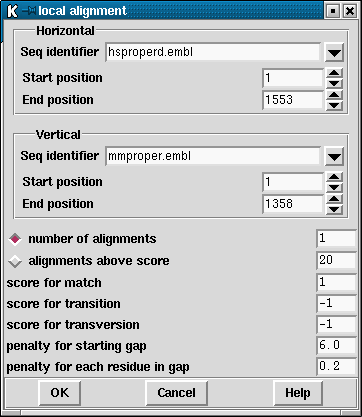 K local alignment
Horizontal
Seq identifier hsproperd.embl
Start position 1
End position 1553
Vertical
Seq identifier mmproper.embl
Start position 1
End position 1358
number of alignments 1
alignments above score 20
score for match 1
score for transition -1
score for transversion -1
penalty for starting gap 6.0
penalty for each residue in gap 0.2
OK Cancel Help